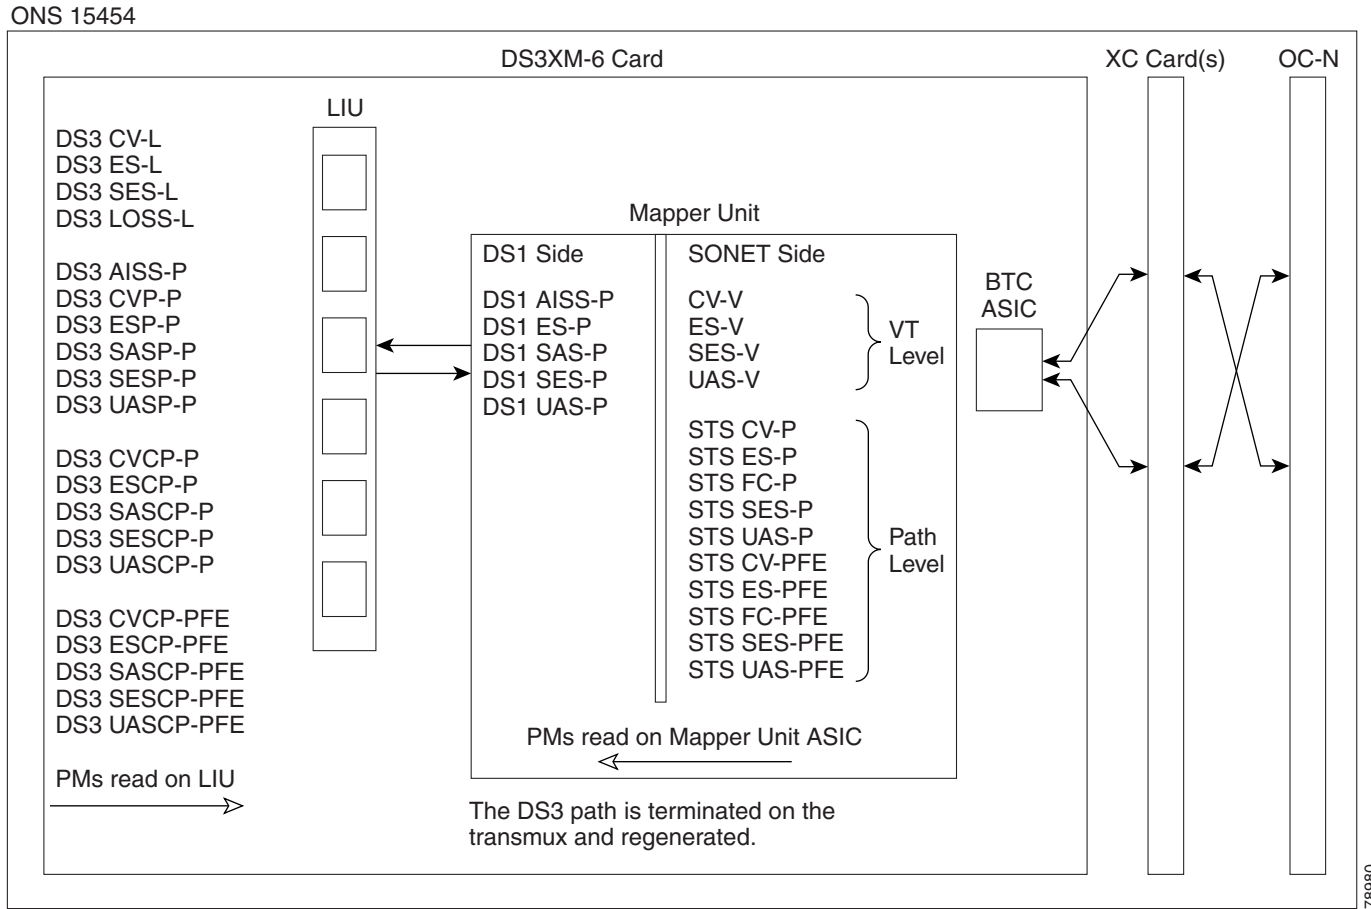 ONS 15454
DS3XM-6 Card
XC Card(s)
OC-N
LIU
DS3 CV-L
DS3 ES-L
DS3 SES-L
DS3 LOSS-L
DS3 AISS-P
DS3 CVP-P
DS3 ESP-P
DS3 SASP-P
DS3 SESP-P
DS3 UASP-P
DS3 CVCP-P
DS3 ESCP-P
DS3 SASCP-P
DS3 SESCP-P
DS3 UASCP-P
DS3 CVCP-PFE
DS3 ESCP-PFE
DS3 SASCP-PFE
DS3 SESCP-PFE
DS3 UASCP-PFE
PMs read on LIU
Mapper Unit
DS1 Side
DS1 AISS-P
DS1 ES-P
DS1 SAS-P
DS1 SES-P
DS1 UAS-P
SONET Side
CV-V
ES-V
SES-V
UAS-V
VT
Level
STS CV-P
STS ES-P
STS FC-P
STS SES-P
STS UAS-P
STS CV-PFE
STS ES-PFE
STS FC-PFE
STS SES-PFE
STS UAS-PFE
Path
Level
PMs read on Mapper Unit ASIC
The DS3 path is terminated on the
transmux and regenerated.
BTC
ASIC
78980